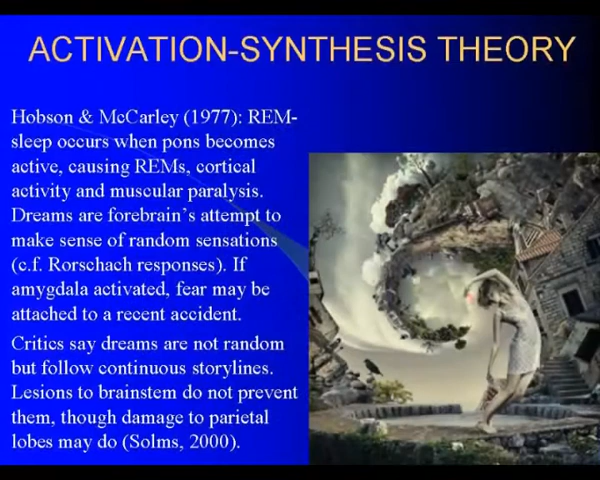 ACTIVATION-SYNTHESIS THEORY
Hobson & McCarley (1977): REM-
sleep occurs when pons becomes
active, causing REMs, cortical
activity and muscular paralysis.
Dreams are forebrain's attempt to
make sense of random sensations
(c.f. Rorschach responses). If
amygdala activated, fear may be
attached to a recent accident.
Critics say dreams are not random
but follow continuous storylines.
Lesions to brainstem do not prevent
them, though damage to parietal
lobes may do (Solms, 2000).